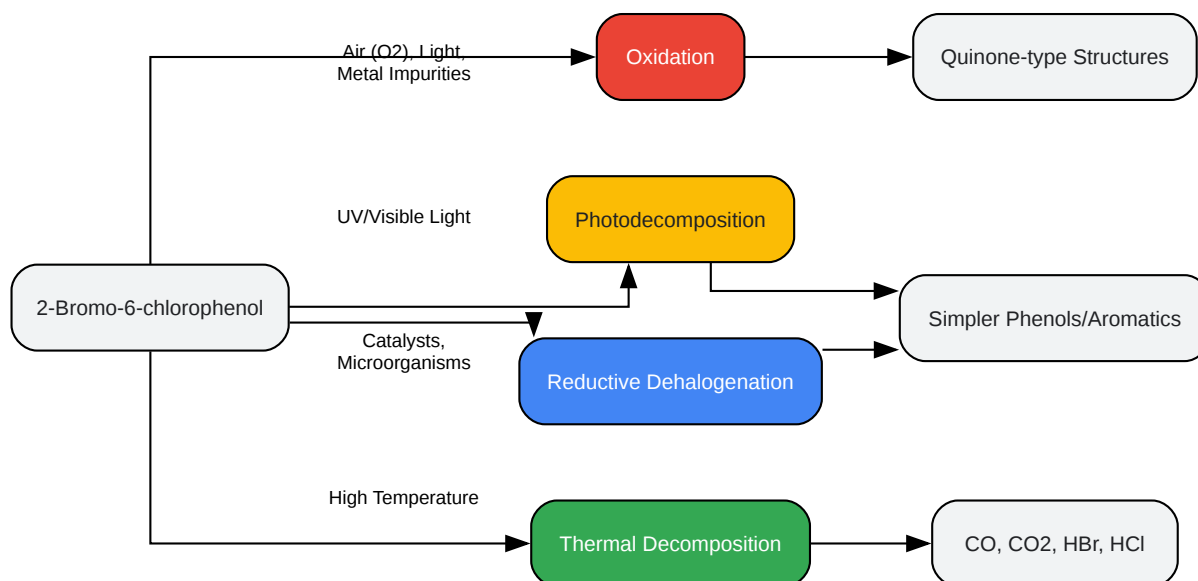 Air (O2), Light,
Metal Impurities
Oxidation
Quinone-type Structures
UV/Visible Light
Photodecomposition
2-Bromo-6-chlorophenol
Simpler Phenols/Aromatics
Catalysts,
Microorganisms
Reductive Dehalogenation
High Temperature
Thermal Decomposition
CO, CO2, HBr, HCl